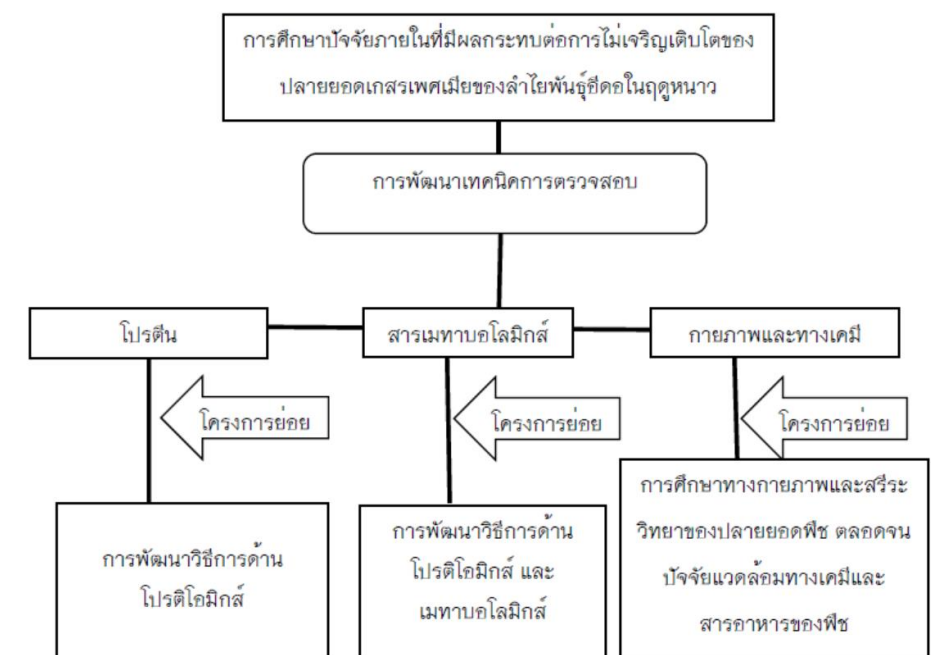 การศึกษาปัจจัยภายในที่มีผลกระทบต่อการไม่เจริญเติบโตของ
ปลายยอดเกสรเพศเมียของลำไยพันธุ์อีดอในฤดูหนาว
การพัฒนาเทคนิคการตรวจสอบ
โปรตีน
สารเมทาบอโลมิกส์
กายภาพและทางเคมี
โครงการย่อย
โครงการย่อย
โครงการย่อย
การพัฒนาวิธีการด้าน
โปรติโอมิกส์
การพัฒนาวิธีการด้าน
โปรติโอมิกส์ และ
เมทาบอโลมิกส์
การศึกษาทางกายภาพและสรีระ
วิทยาของปลายยอดพืช ตลอดจน
ปัจจัยแวดล้อมทางเคมีและ
สารอาหารของพืช